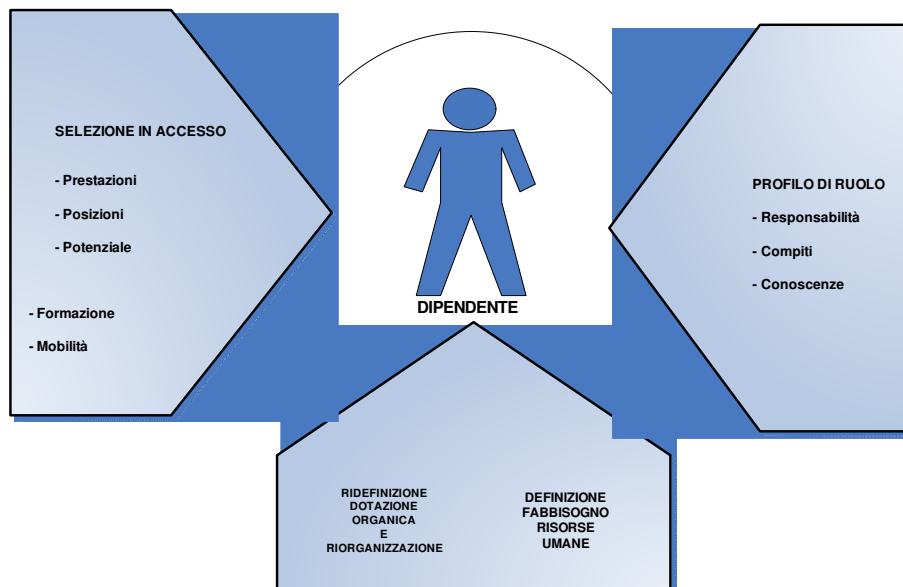 SELEZIONE IN ACCESSO
- Prestazioni
- Posizioni
- Potenziale
- Formazione
- Mobilità
DIPENDENTE
PROFILO DI RUOLO
- Responsabilità
- Compiti
- Conoscenze
RIDEFINIZIONE
DOTAZIONE
ORGANICA
E
RIORGANIZZAZIONE
DEFINIZIONE
FABBISOGNO
RISORSE
UMANE